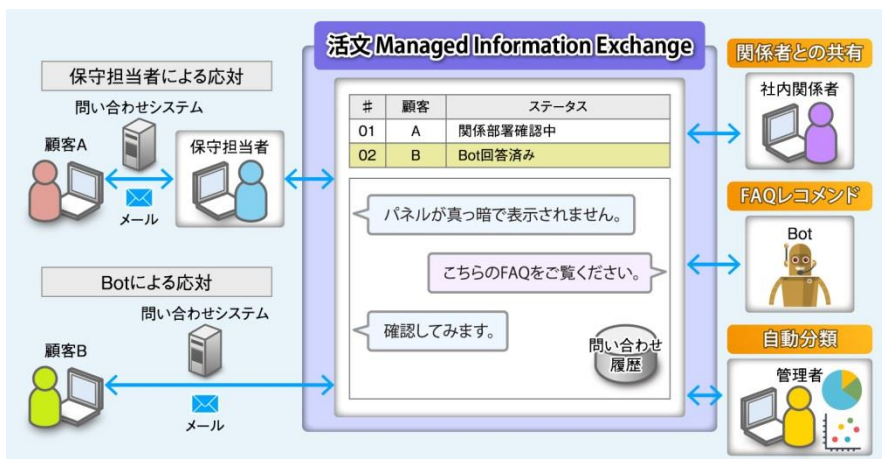 活文 Managed Information Exchange
保守担当者による応対
問い合わせシステム
顧客A
保守担当者
メール
Botによる応対
問い合わせシステム
顧客B
メール
# 顧客 ステータス
01 A 関係部署確認中
02 B Bot回答済み
パネルが真っ暗で表示されません。
こちらのFAQをご覧ください。
確認してみます。
問い合わせ
履歴
関係者との共有
社内関係者
FAQレコメンド
Bot
自動分類
管理者